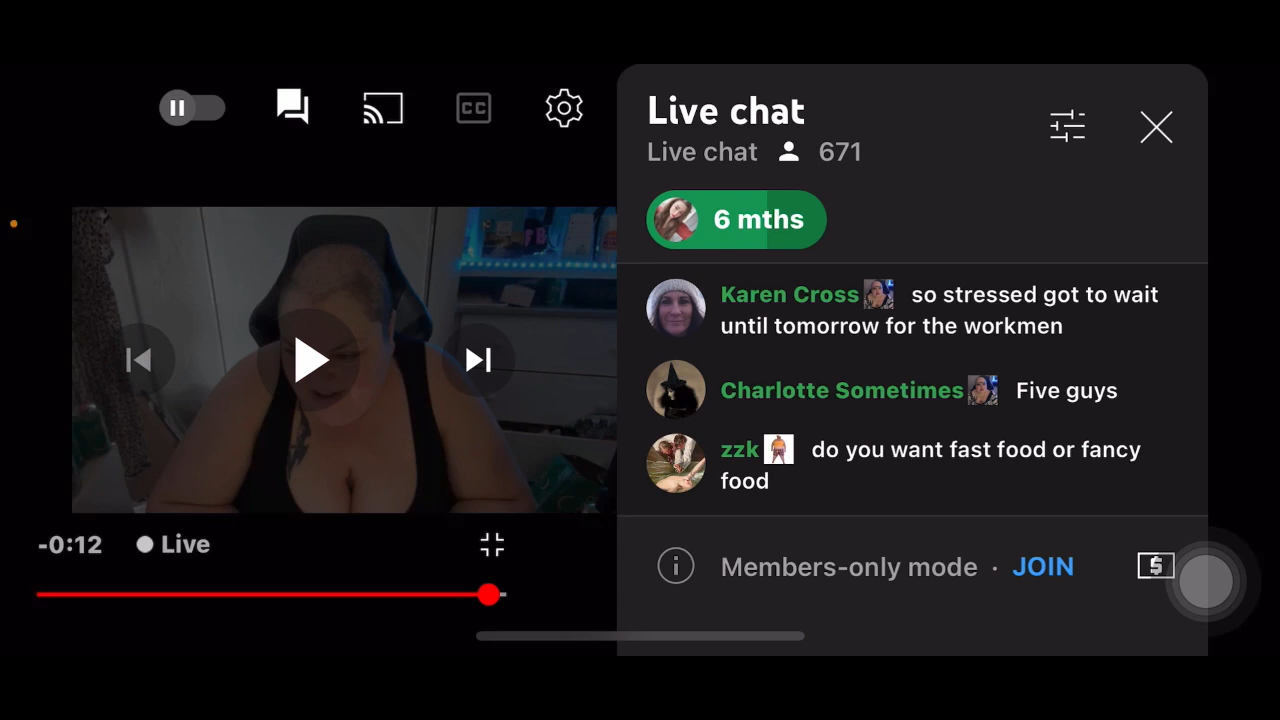 CC
Live chat
Live chat 671
6 mths
Karen Cross so stressed got to wait
until tomorrow for the workmen
Charlotte Sometimes Five guys
zzk do you want fast food or fancy
food
-0:12 Live
Members-only mode · JOIN
$